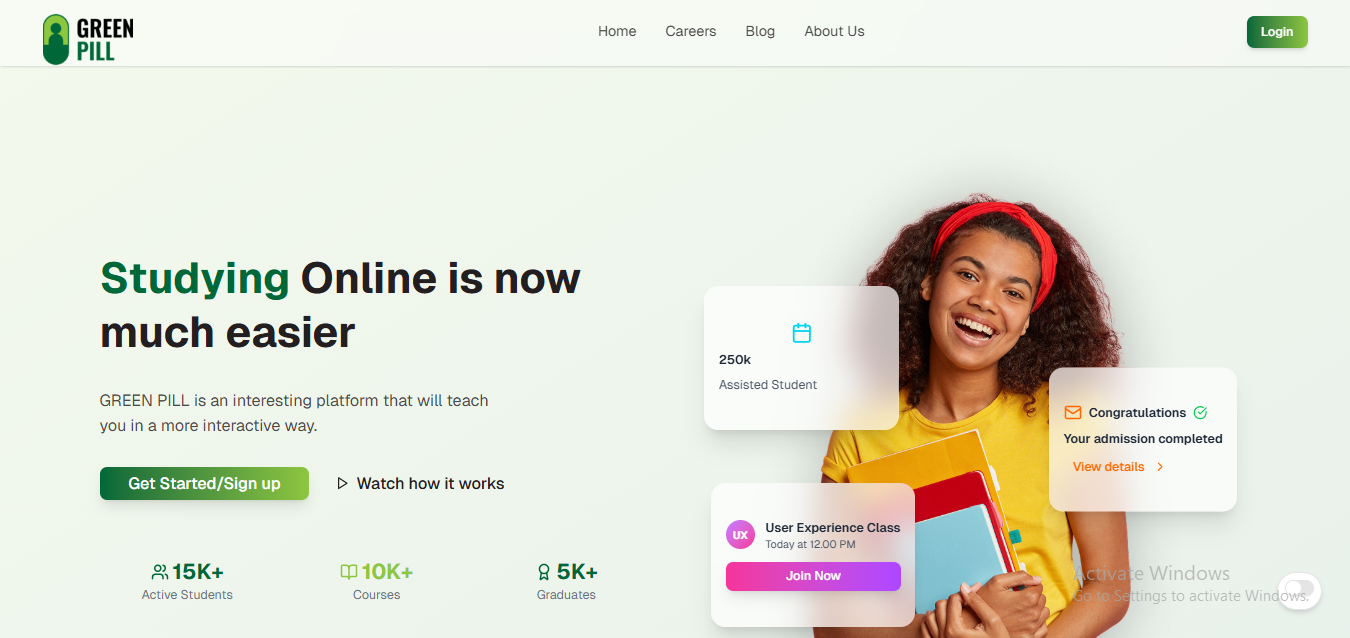 GREEN
PILL
Home
Careers
Blog
About Us
Login
Studying Online is now
much easier
GREEN PILL is an interesting platform that will teach
you in a more interactive way.
Get Started/Sign up
Watch how it works
15K+
Active Students
10K+
Courses
5K+
Graduates
250k
Assisted Student
Congratulations
Your admission completed
View details
UX
User Experience Class
Today at 12.00 PM
Join Now
Activate Windows
Go to Settings to activate Windows.